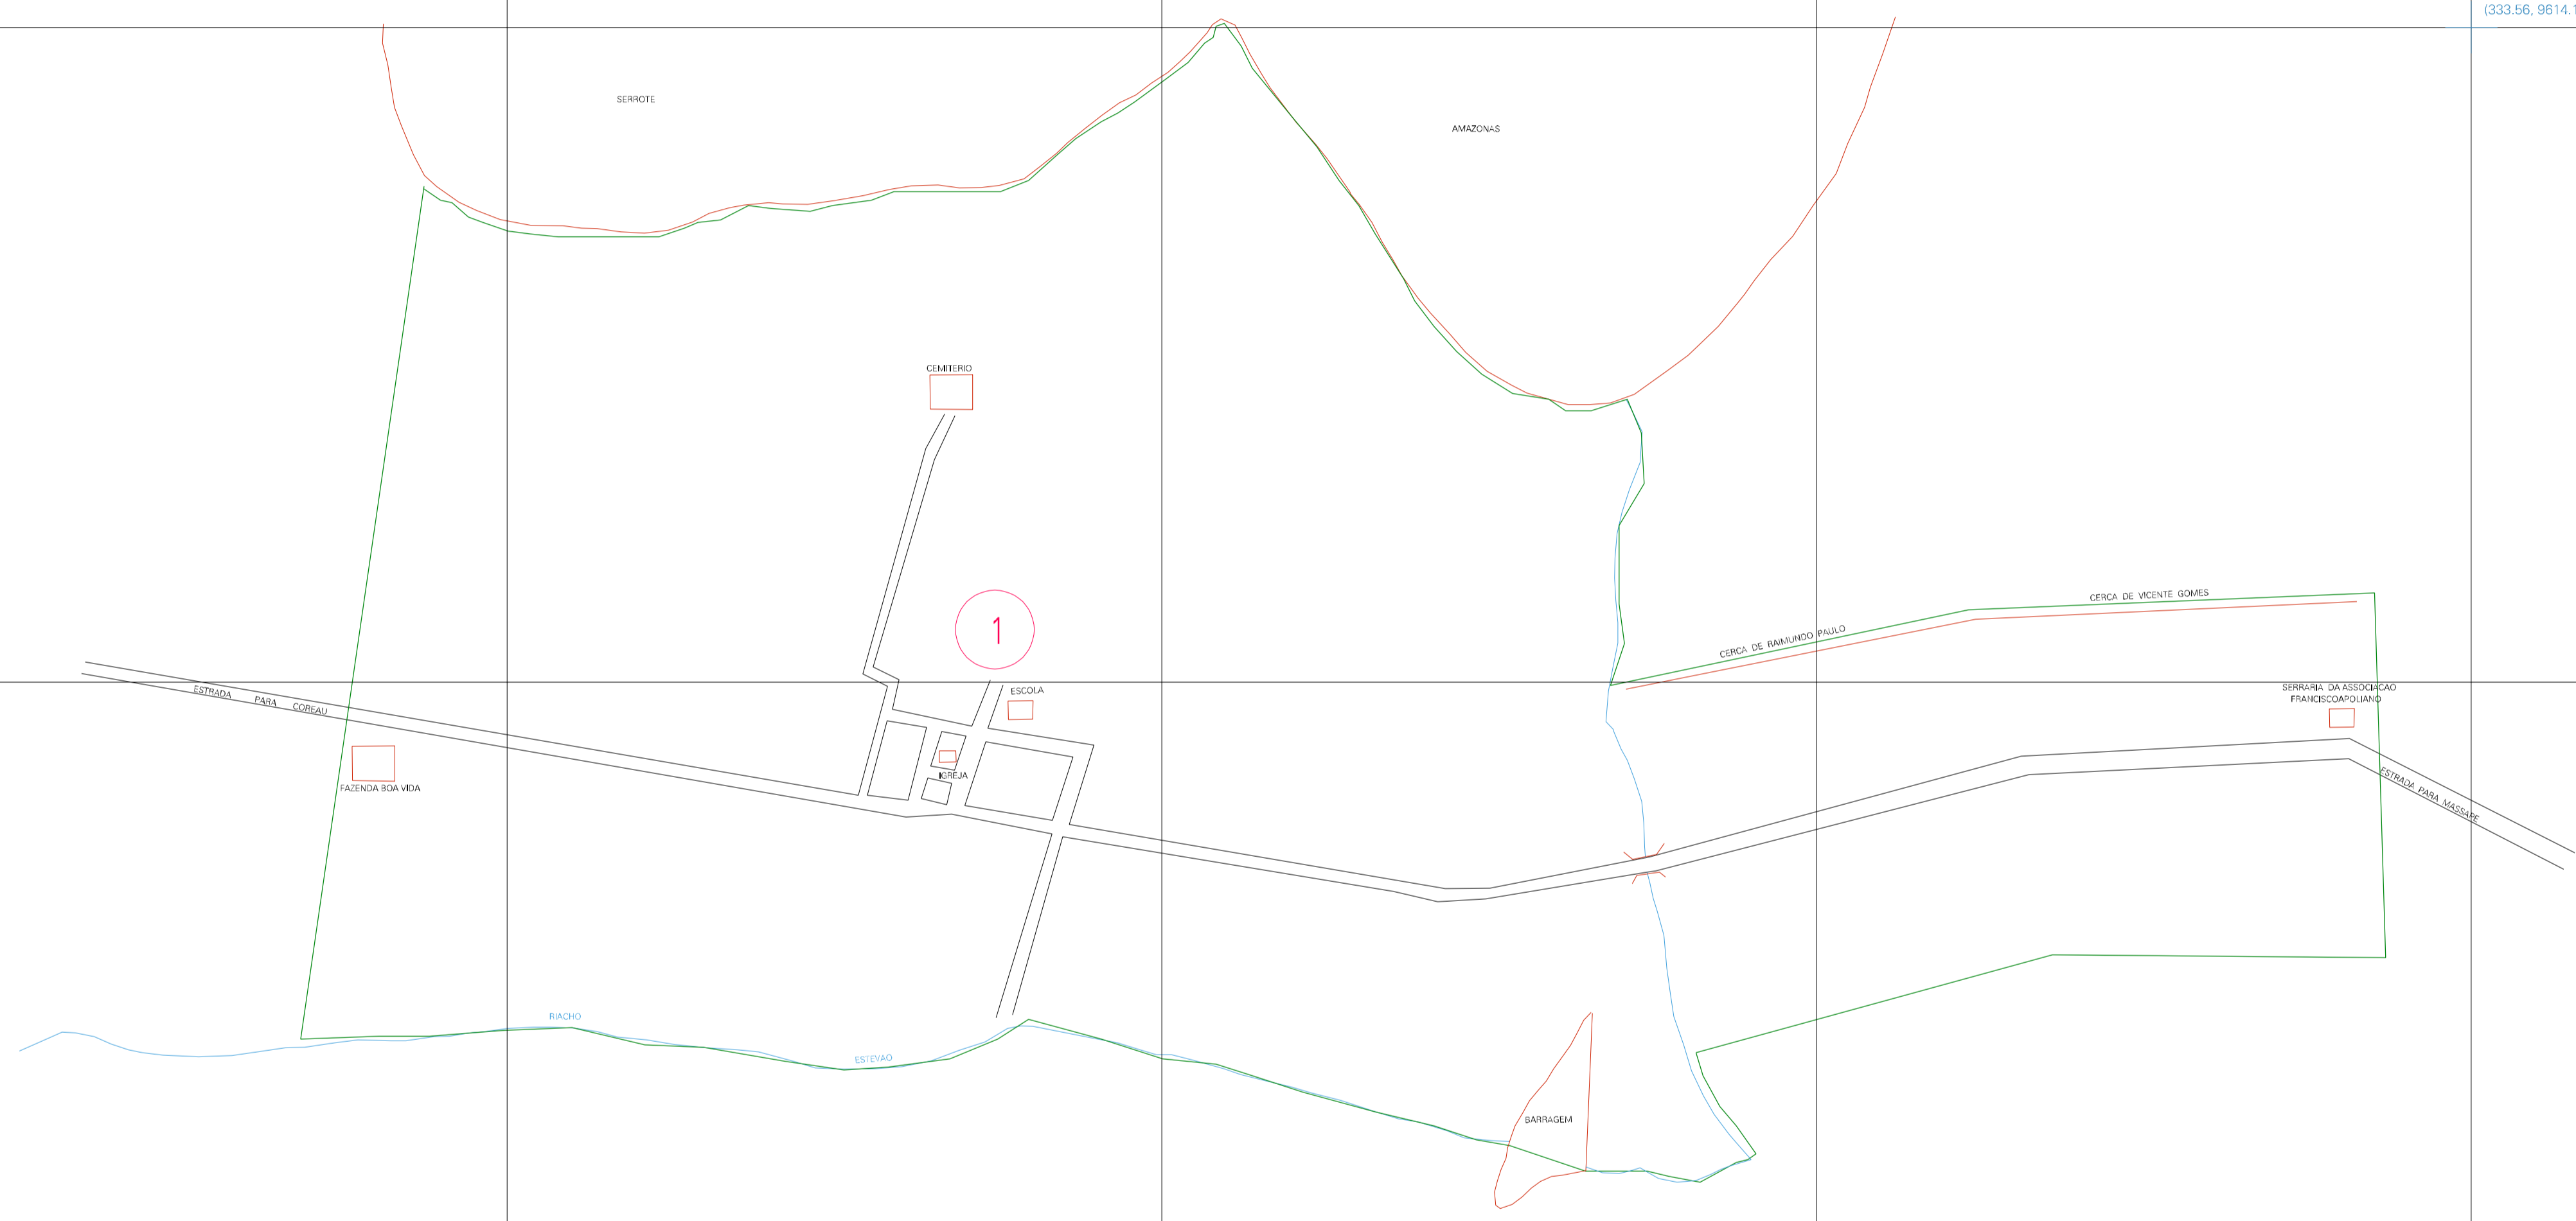 (333.56, 9614.1
SERROTE
AMAZONAS
CEMITERIO
CERCA DE VICENTE GOMES
1
CERCA DE RAIMUNDO PAULO
ESTRADA PARA COREAU
ESCOLA
SERRARIA DA ASSOCIACAO
FRANCISCOAPOLIANO
IGREJA
FAZENDA BOA VIDA
ESTRADA PARA MASSAPE
RIACHO
ESTEVAO
BARRAGEM